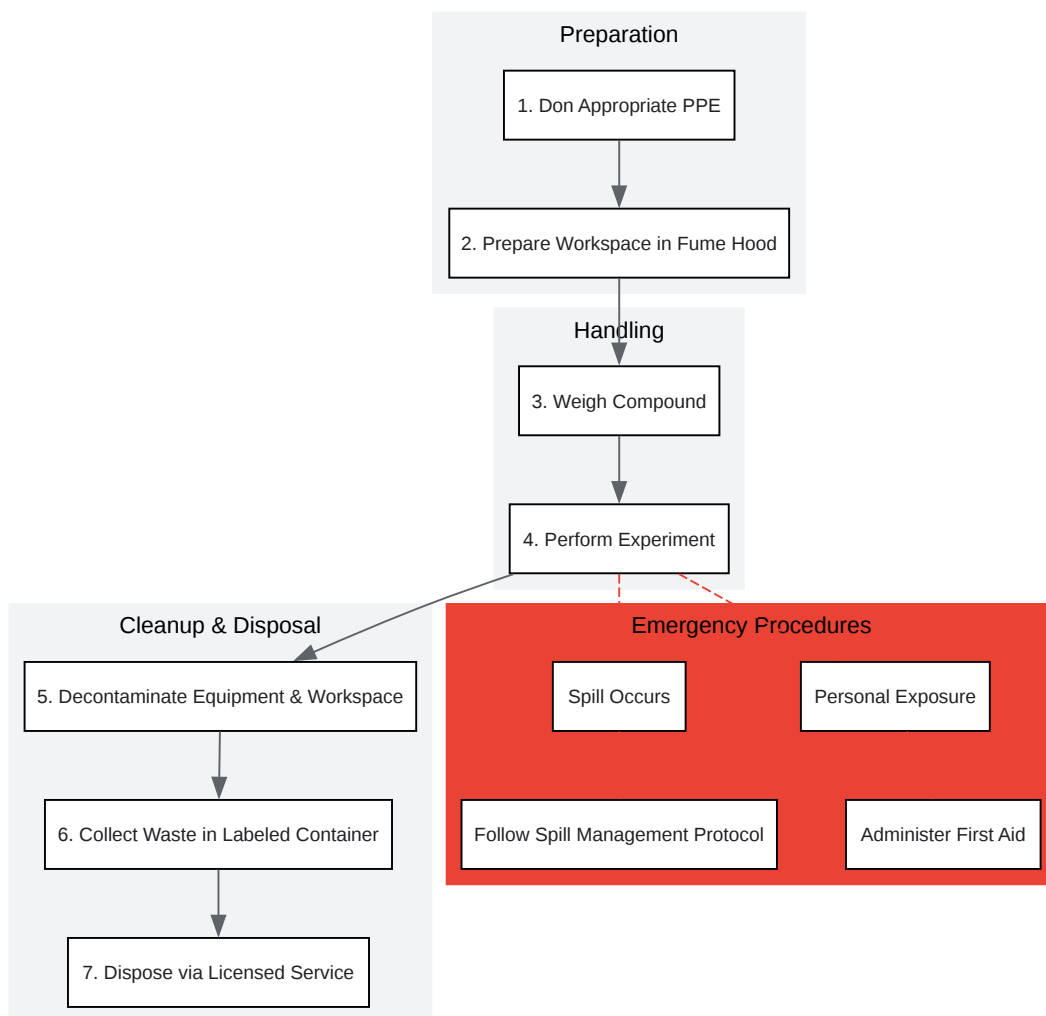 Preparation
1. Don Appropriate PPE
2. Prepare Workspace in Fume Hood
Handling
3. Weigh Compound
4. Perform Experiment
Cleanup & Disposal
5. Decontaminate Equipment & Workspace
6. Collect Waste in Labeled Container
7. Dispose via Licensed Service
Emergency Procedures
Spill Occurs
Personal Exposure
Follow Spill Management Protocol
Administer First Aid